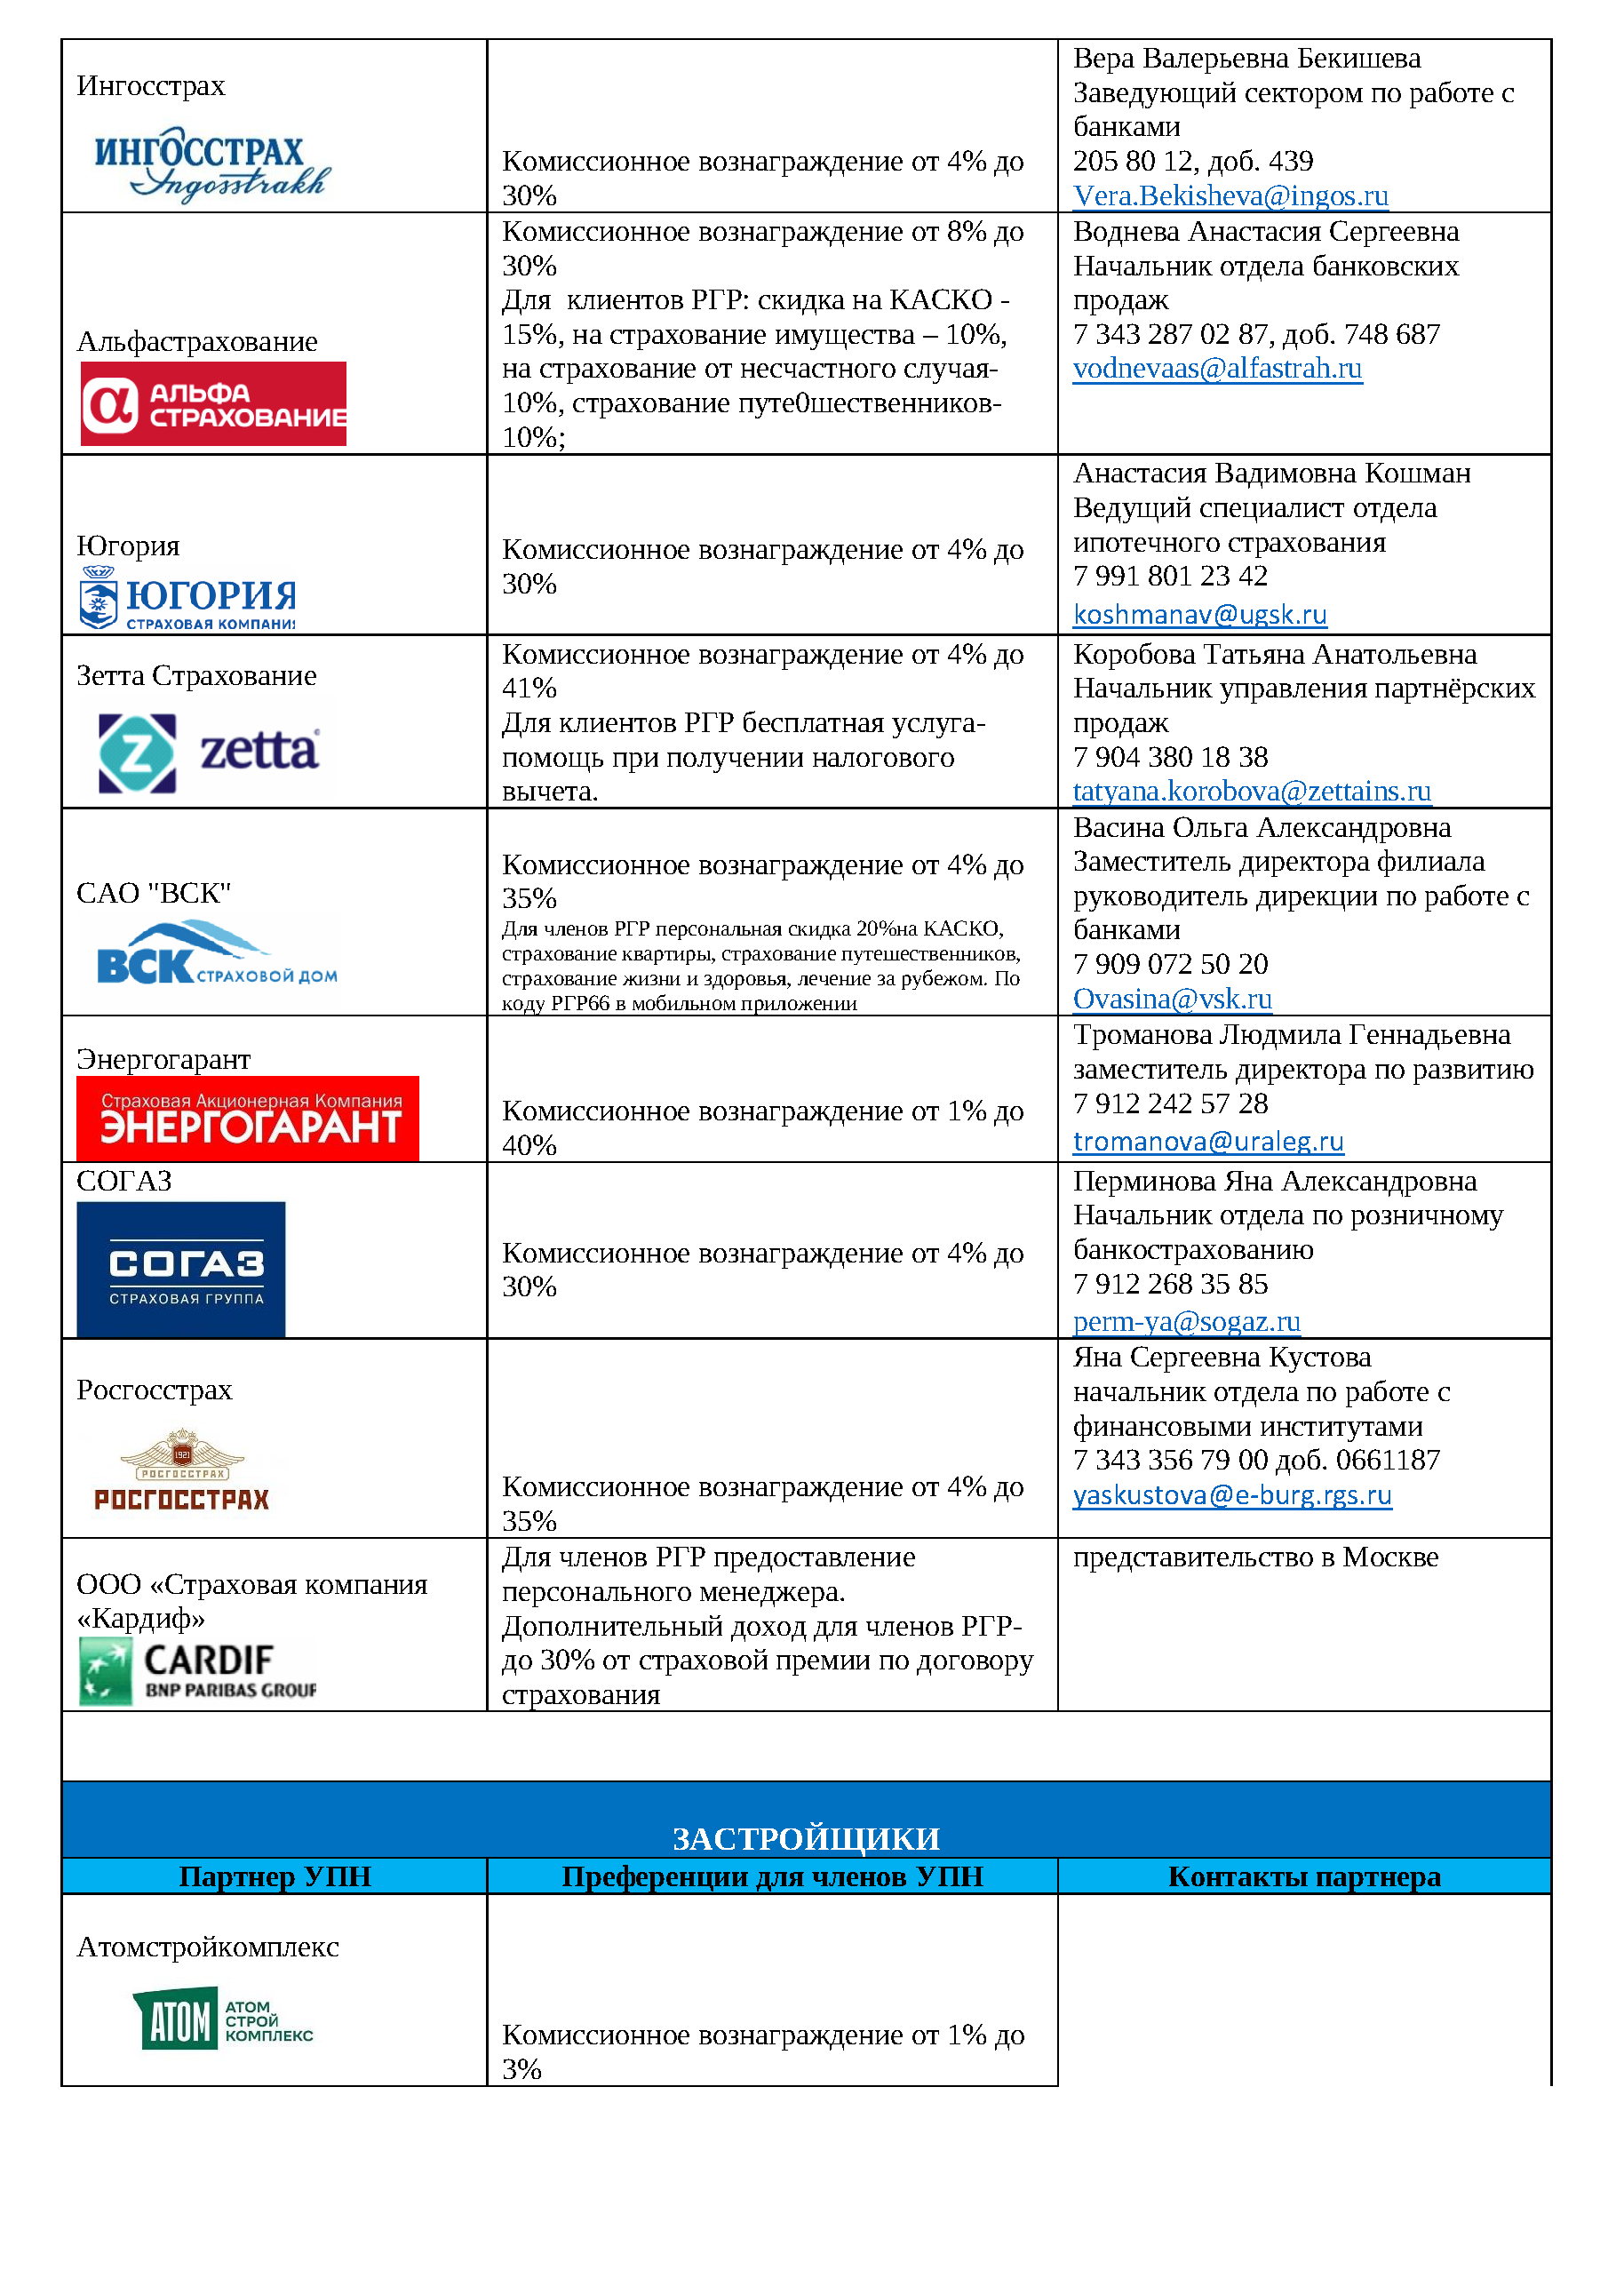 Ингосстрах
ИНГОССТРАХ
Ingosstrakh
Комиссионное вознаграждение от 4% до
30%
Вера Валерьевна Бекишева
Заведующий сектором по работе с
банками
205 80 12, доб. 439
Vera.Bekisheva@ingos.ru
Альфастрахование
α АЛЬФА
СТРАХОВАНИЕ
Комиссионное вознаграждение от 8% до
30%
Для  клиентов РГР: скидка на КАСКО -
15%, на страхование имущества – 10%,
на страхование от несчастного случая-
10%, страхование путе0шественников-
10%;
Воднева Анастасия Сергеевна
Начальник отдела банковских
продаж
7 343 287 02 87, доб. 748 687
vodnevaas@alfastrah.ru
Югория
ЮГОРИЯ
СТРАХОВАЯ КОМПАНИ
Комиссионное вознаграждение от 4% до
30%
Анастасия Вадимовна Кошман
Ведущий специалист отдела
ипотечного страхования
7 991 801 23 42
koshmanav@ugsk.ru
Зетта Страхование
Z zetta
Комиссионное вознаграждение от 4% до
41%
Для клиентов РГР бесплатная услуга-
помощь при получении налогового
вычета.
Коробова Татьяна Анатольевна
Начальник управления партнёрских
продаж
7 904 380 18 38
tatyana.korobova@zettains.ru
САО "ВСК"
ВСК СТРАХОВОЙ ДОМ
Комиссионное вознаграждение от 4% до
35%
Для членов РГР персональная скидка 20%на КАСКО,
страхование квартиры, страхование путешественников,
страхование жизни и здоровья, лечение за рубежом. По
коду РГР66 в мобильном приложении
Васина Ольга Александровна
Заместитель директора филиала
руководитель дирекции по работе с
банками
7 909 072 50 20
Ovasina@vsk.ru
Энергогарант
Страховая Акционерная Компания
ЭНЕРГОГАРАНТ
Комиссионное вознаграждение от 1% до
40%
Троманова Людмила Геннадьевна
заместитель директора по развитию
7 912 242 57 28
tromanova@uraleg.ru
СОГАЗ
СОГАЗ
СТРАХОВАЯ ГРУППА
Комиссионное вознаграждение от 4% до
30%
Перминова Яна Александровна
Начальник отдела по розничному
банкострахованию
7 912 268 35 85
perm-ya@sogaz.ru
Росгосстрах
1921
РОСГОССТРАХ
РОСГОССТРАХ
Комиссионное вознаграждение от 4% до
35%
Яна Сергеевна Кустова
начальник отдела по работе с
финансовыми институтами
7 343 356 79 00 доб. 0661187
yaskustova@e-burg.rgs.ru
ООО «Страховая компания
«Кардиф»
CARDIF
BNP PARIBAS GROUP
Для членов РГР предоставление
персонального менеджера.
Дополнительный доход для членов РГР-
до 30% от страховой премии по договору
страхования
представительство в Москве
ЗАСТРОЙЩИКИ
Партнер УПН
Преференции для членов УПН
Контакты партнера
Атомстройкомплекс
АТОМ
АТОМ
СТРОЙ
КОМПЛЕКС
Комиссионное вознаграждение от 1% до
3%